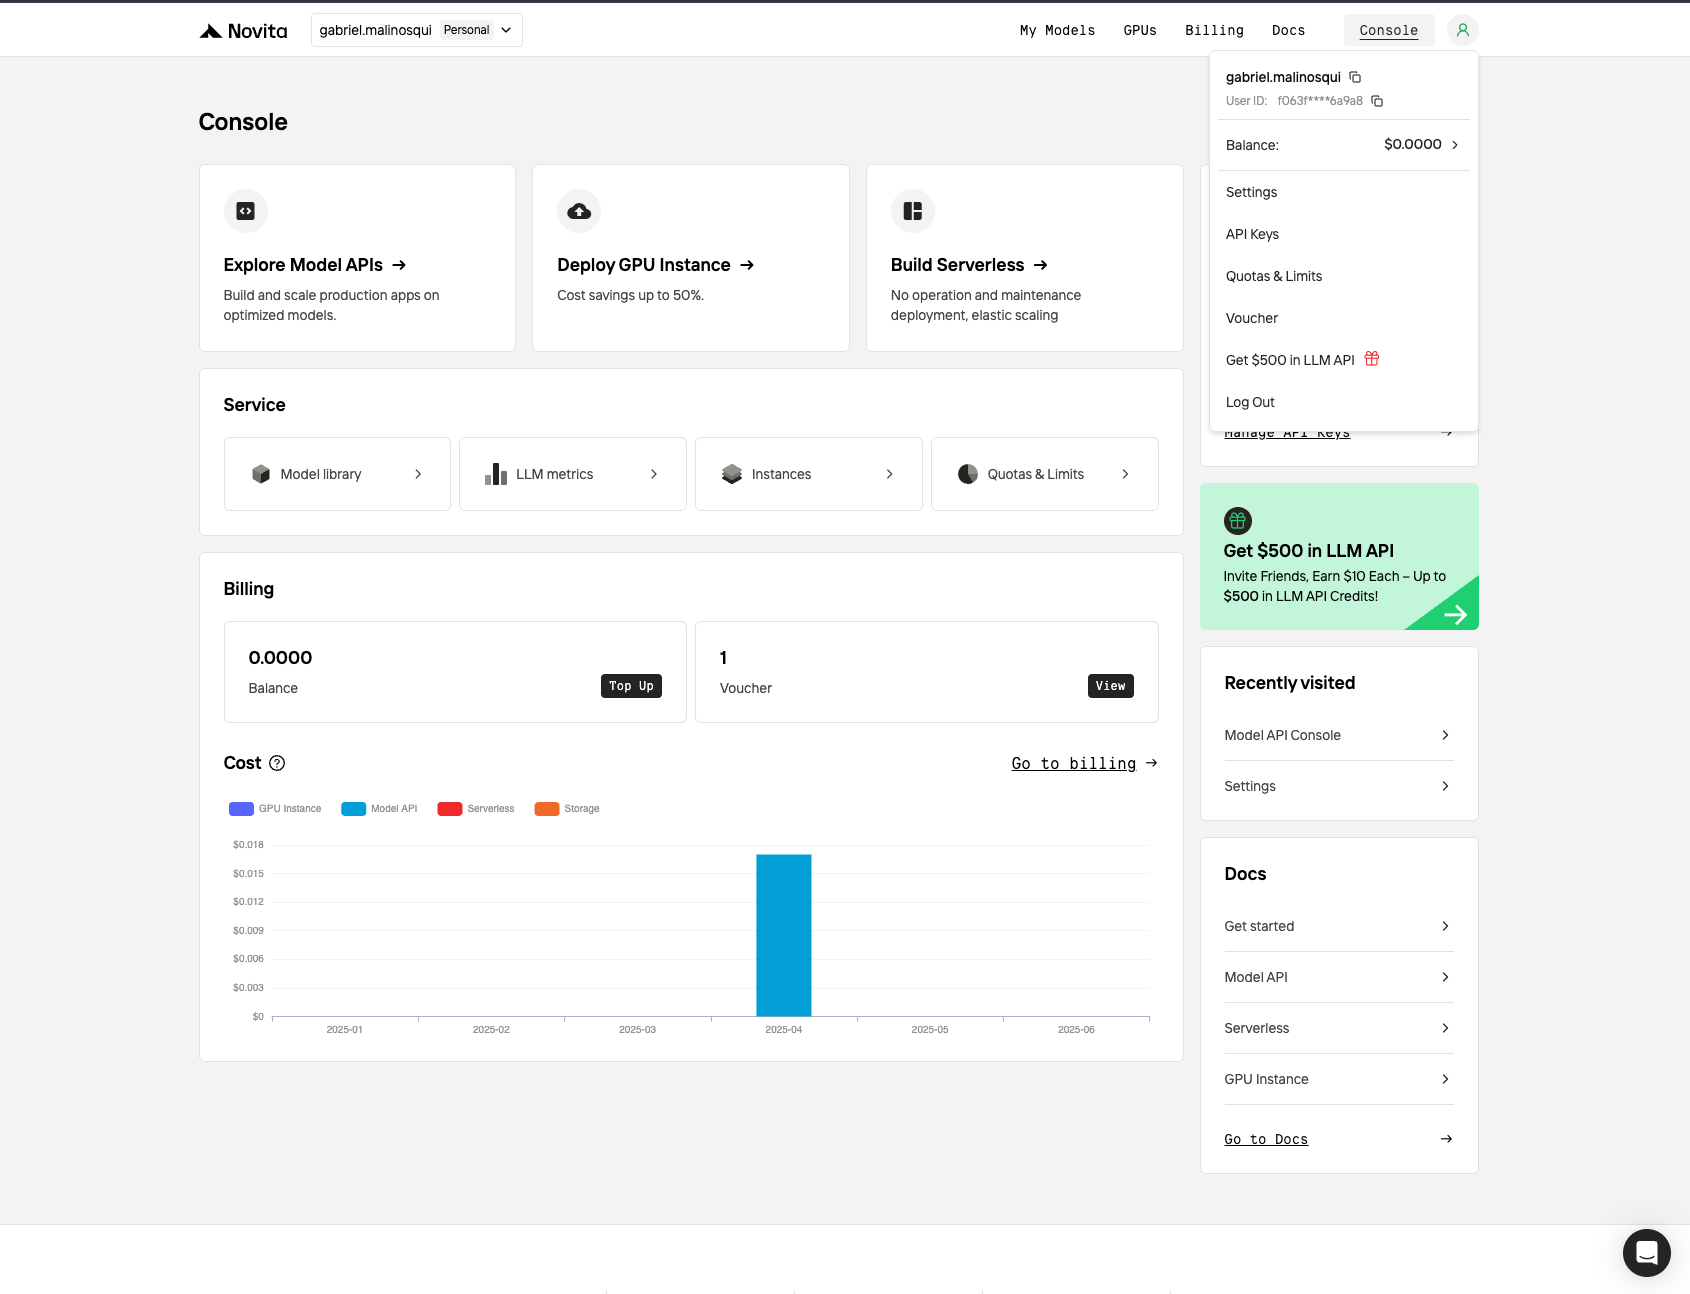 Novita
gabriel.malinosqui Personal
My Models GPUs Billing Docs Console
gabriel.malinosqui
User ID: f063f****6a9a8
Balance: $0.0000
Settings
API Keys
Quotas & Limits
Voucher
Get $500 in LLM API
Log Out
Manage API Keys
Console
Explore Model APIs →
Build and scale production apps on
optimized models.
Deploy GPU Instance →
Cost savings up to 50%.
Build Serverless →
No operation and maintenance
deployment, elastic scaling
Service
Model library
LLM metrics
Instances
Quotas & Limits
Billing
0.0000
Balance
Top Up
1
Voucher
View
Cost
Go to billing →
GPU Instance Model API Serverless Storage
$0.018
$0.015
$0.012
$0.009
$0.006
$0.003
$0
2025-01 2025-02 2025-03 2025-04 2025-05 2025-06
Get $500 in LLM API
Invite Friends, Earn $10 Each – Up to
$500 in LLM API Credits!
Recently visited
Model API Console
Settings
Docs
Get started
Model API
Serverless
GPU Instance
Go to Docs →